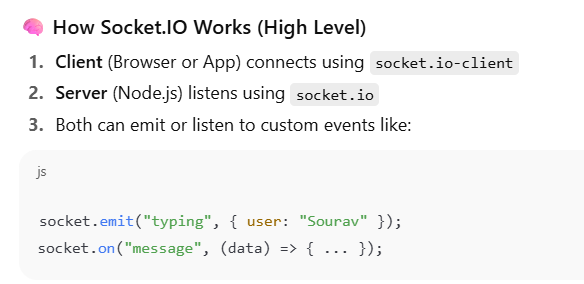 🧠 How Socket.IO Works (High Level)
1. Client (Browser or App) connects using socket.io-client
2. Server (Node.js) listens using socket.io
3. Both can emit or listen to custom events like:
js
socket.emit("typing", { user: "Sourav" });
socket.on("message", (data) => { ... });